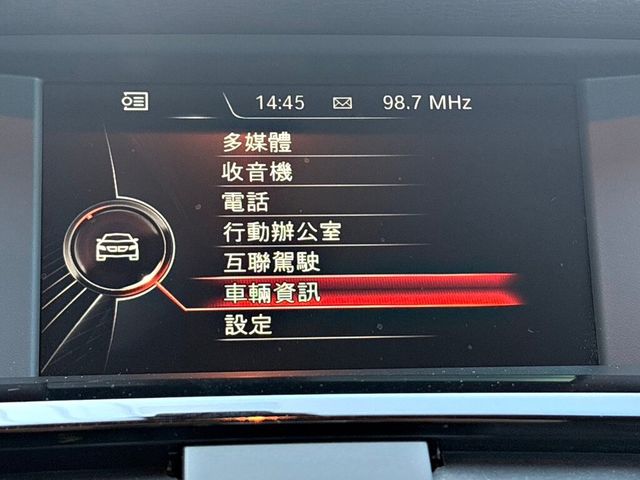 14:45 98.7 MHz
多媒體
收音機
電話
行動辦公室
互聯駕駛
車輛資訊
設定